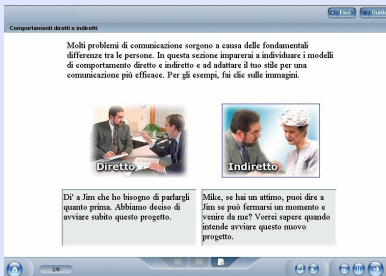 Esci Guida
Comportamenti diretti e indiretti
Molti problemi di comunicazione sorgono a causa delle fondamentali
differenze tra le persone. In questa sezione imparerai a individuare i modelli
di comportamento diretto e indiretto e ad adattare il tuo stile per una
comunicazione più efficace. Per gli esempi, fai clic sulle immagini.
Diretto
Indiretto
Di' a Jim che ho bisogno di parlargli
quanto prima. Abbiamo deciso di
avviare subito questo progetto.
Mike, se hai un attimo, puoi dire a
Jim se può fermarsi un momento e
venire da me? Vorrei sapere quando
intende avviare questo nuovo
progetto.
2/6